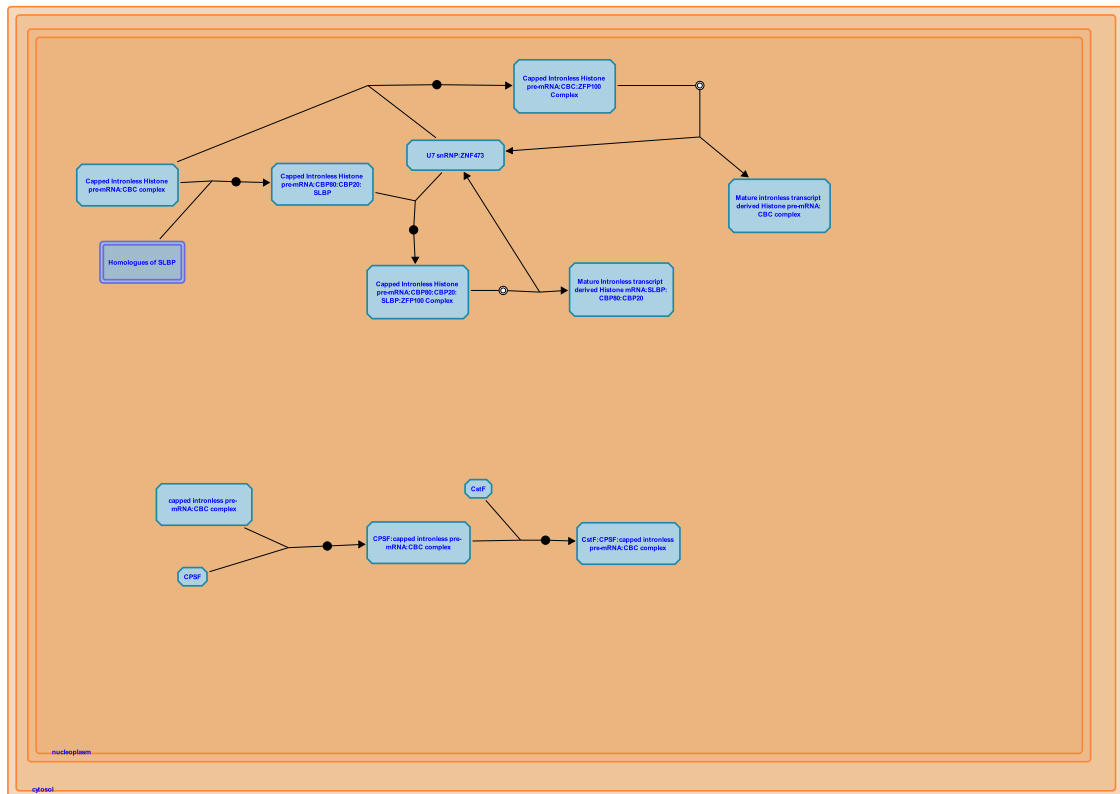 Capped Intronless Histone
pre-mRNA:CBC:ZFP100
Complex
U7 snRNP:ZNF473
Capped Intronless Histone
pre-mRNA:CBC complex
Capped Intronless Histone
pre-mRNA:CBP80:CBP20:
SLBP
Mature intronless transcript
derived Histone pre-mRNA:
CBC complex
Homologues of SLBP
Capped Intronless Histone
pre-mRNA:CBP80:CBP20:
SLBP:ZFP100 Complex
Mature Intronless transcript
derived Histone mRNA:SLBP:
CBP80:CBP20
capped intronless pre-
mRNA:CBC complex
CstF
CPSF:capped intronless pre-
mRNA:CBC complex
CstF:CPSF:capped intronless
pre-mRNA:CBC complex
CPSF
nucleoplasm
cytosol